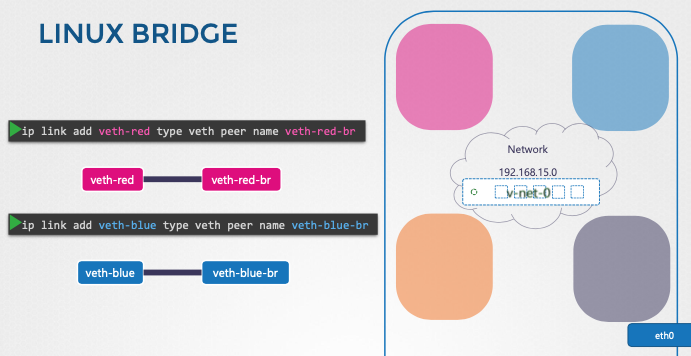 LINUX BRIDGE
ip link add veth-red type veth peer name veth-red-br
veth-red
veth-red-br
ip link add veth-blue type veth peer name veth-blue-br
veth-blue
veth-blue-br
Network
192.168.15.0
v-net-0
eth0